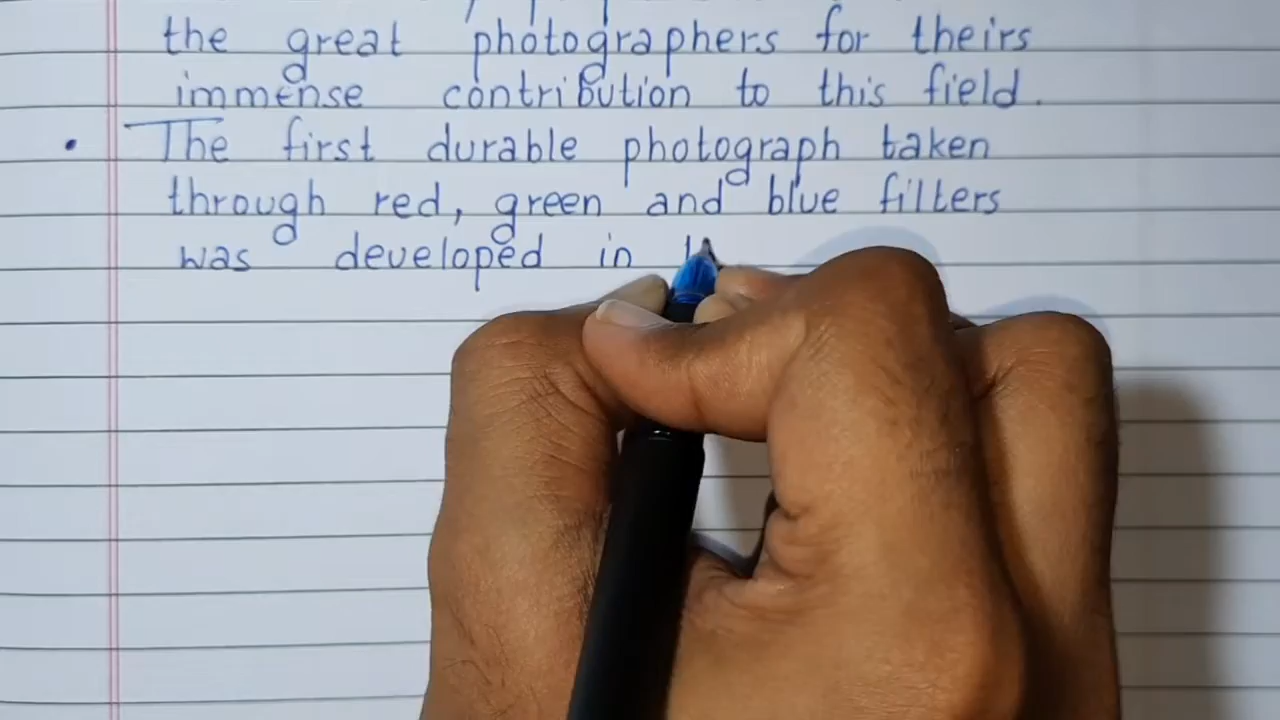 the great photographers for theirs
immense contribution to this field.
• The first durable photograph taken
through red, green and blue filters
was developed in